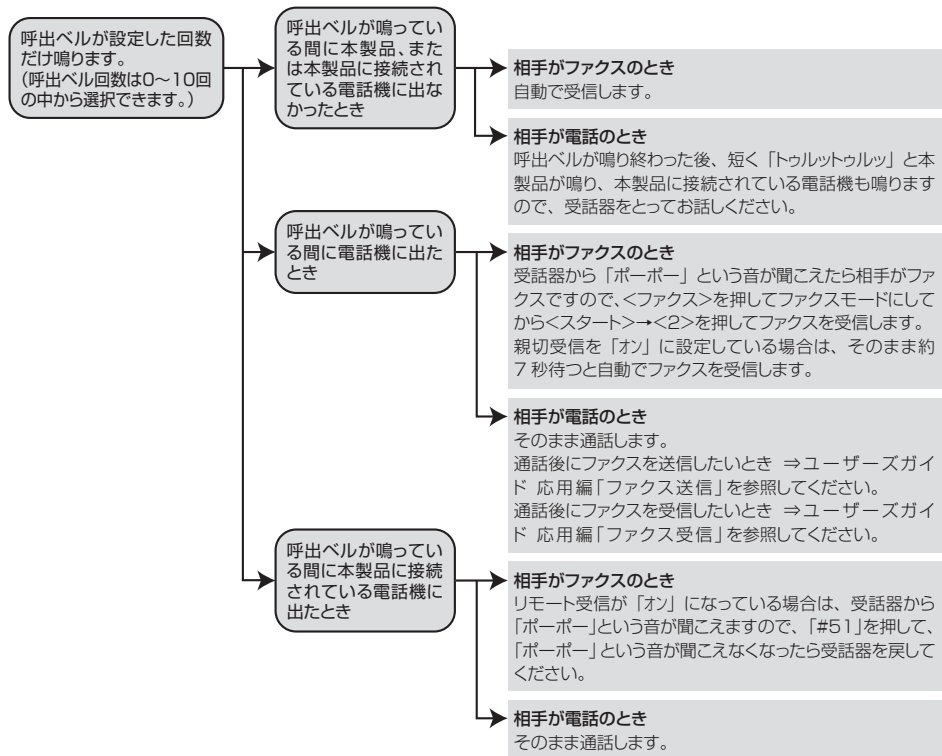 呼出ベルが設定した回数
だけ鳴ります。
(呼出ベル回数は0～10回
の中から選択できます。)
呼出ベルが鳴ってい
る間に本製品、また
は本製品に接続され
ている電話機に出な
かったとき
相手がファクスのとき
自動で受信します。
相手が電話のとき
呼出ベルが鳴り終わった後、短く「トゥルットゥルッ」と本
製品が鳴り、本製品に接続されている電話機も鳴ります
ので、受話器をとってお話しください。
呼出ベルが鳴ってい
る間に電話機に出た
とき
相手がファクスのとき
受話器から「ポーポー」という音が聞こえたら相手がファ
クスですので、<ファクス>を押してファクスモードにして
から<スタート>→<2>を押してファクスを受信します。
親切受信を「オン」に設定している場合は、そのまま約
7秒待つと自動でファクスを受信します。
相手が電話のとき
そのまま通話します。
通話後にファクスを送信したいとき ⇒ユーザーズガイ
ド 応用編「ファクス送信」を参照してください。
通話後にファクスを受信したいとき ⇒ユーザーズガイ
ド 応用編「ファクス受信」を参照してください。
呼出ベルが鳴ってい
る間に本製品に接続
されている電話機に
出たとき
相手がファクスのとき
リモート受信が「オン」になっている場合は、受話器から
「ポーポー」という音が聞こえますので、「#51」を押して、
「ポーポー」という音が聞こえなくなったら受話器を戻して
ください。
相手が電話のとき
そのまま通話します。